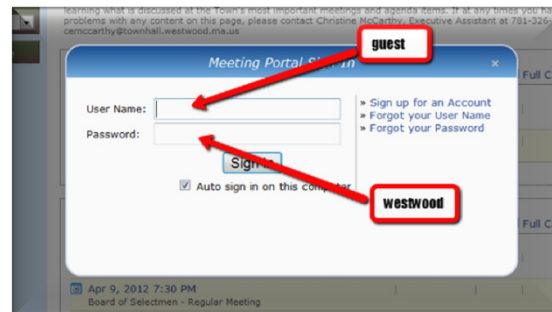 learning what is discussed at the Town's most important meetings and agenda items. If at any times you
problems with any content on this page, please contact Christine McCarthy, Executive Assistant at 781-326-
cemccarthy@townhall.westwood.ma.us
guest
Meeting Portal Sign In ×
Full C
User Name:
» Sign up for an Account
» Forgot your User Name
Password:
» Forgot your Password
Sign In
Auto sign in on this computer
westwood
Full C
Apr 9, 2012 7:30 PM
Board of Selectmen - Regular Meeting